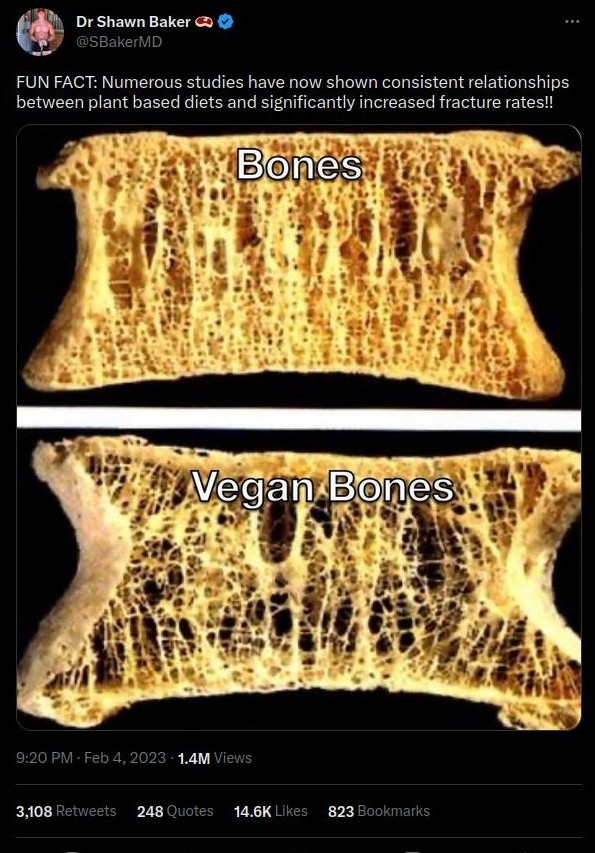 Dr Shawn Baker 🥩
@SBakerMD
FUN FACT: Numerous studies have now shown consistent relationships
between plant based diets and significantly increased fracture rates!!
Bones
Vegan Bones
9:20 PM · Feb 4, 2023 · 1.4M Views
3,108 Retweets 248 Quotes 14.6K Likes 823 Bookmarks